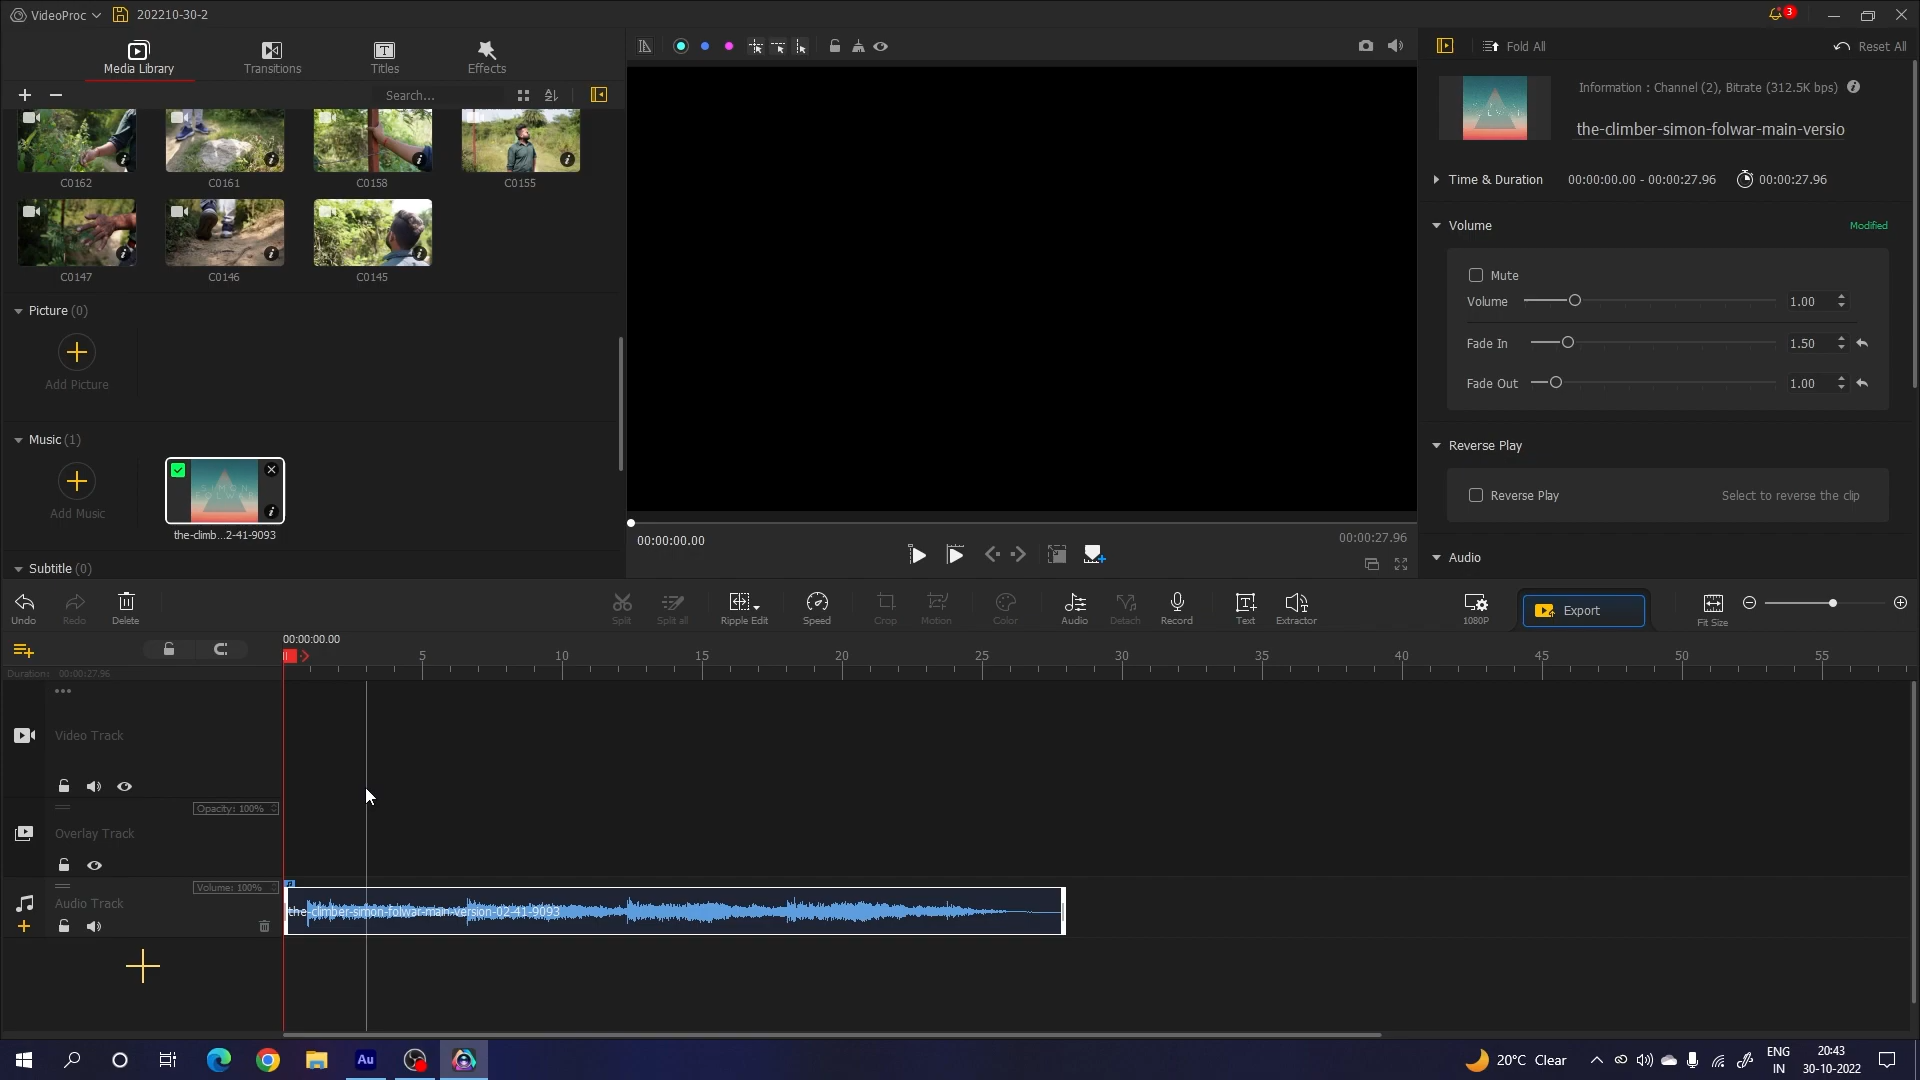 VideoProc
202210-30-2
3
Media Library
Transitions
Titles
Effects
Search...
C0162
C0161
C0158
C0155
C0147
C0146
C0145
Picture (0)
Add Picture
Music (1)
Add Music
the-climb...2-41-9093
Subtitle (0)
00:00:00.00
00:00:27.96
Fold All
Reset All
Information : Channel (2), Bitrate (312.5K bps)
the-climber-simon-folwar-main-versio
Time & Duration
00:00:00.00 - 00:00:27.96
00:00:27.96
Volume
Modified
Mute
Volume
1.00
Fade In
1.50
Fade Out
1.00
Reverse Play
Reverse Play
Select to reverse the clip
Audio
Undo
Redo
Delete
Split
Split all
Ripple Edit
Speed
Crop
Motion
Color
Audio
Detach
Record
Text
Extractor
1080P
Export
Fit Size
00:00:00.00
5
10
15
20
25
30
35
40
45
50
55
Duration: 00:00:27.96
Video Track
Opacity: 100%
Overlay Track
Volume: 100%
Audio Track
the-climber-simon-folwar-main-version-02-41-9093
Au
20°C Clear
ENG
IN
20:43
30-10-2022